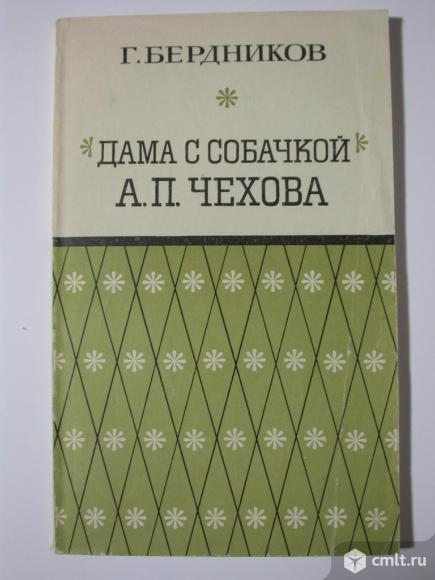 Г. БЕРДНИКОВ
ДАМА С СОБАЧКОЙ
А. П. ЧЕХОВА
cmlt.ru